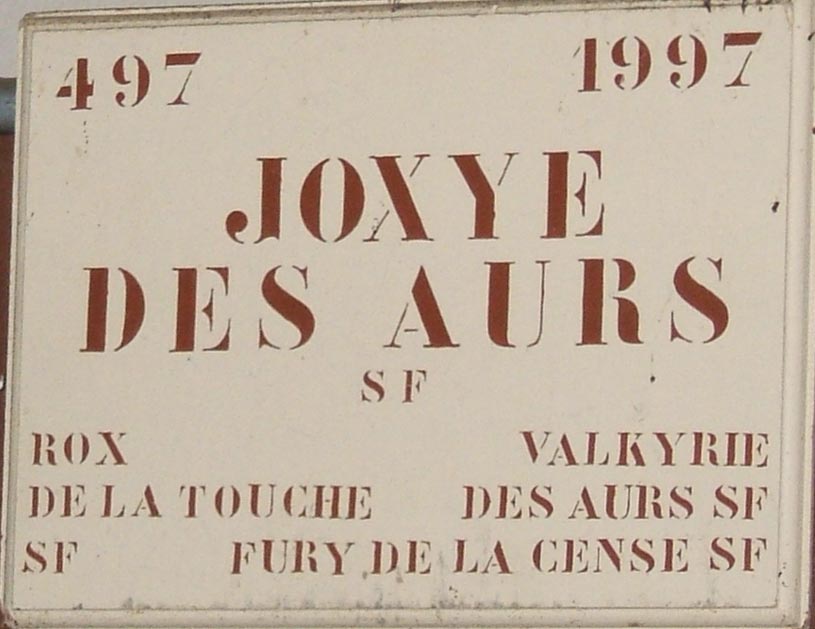 497 1997
JOXYE
DES AURS
SF
ROX VALKYRIE
DE LA TOUCHE DES AURS SF
SF FURY DE LA CENSE SF